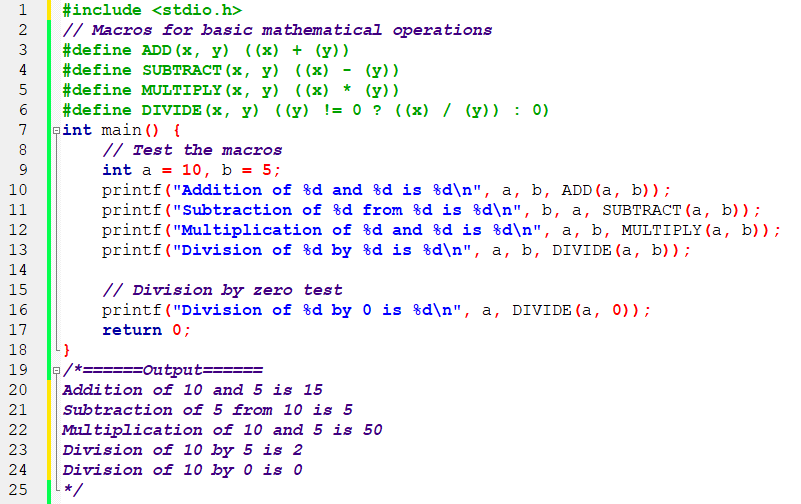 1 #include <stdio.h>
2 // Macros for basic mathematical operations
3 #define ADD(x, y) ((x) + (y))
4 #define SUBTRACT(x, y) ((x) - (y))
5 #define MULTIPLY(x, y) ((x) * (y))
6 #define DIVIDE(x, y) ((y) != 0 ? ((x) / (y)) : 0)
7 int main() {
8     // Test the macros
9     int a = 10, b = 5;
10     printf("Addition of %d and %d is %d\n", a, b, ADD(a, b));
11     printf("Subtraction of %d from %d is %d\n", b, a, SUBTRACT(a, b));
12     printf("Multiplication of %d and %d is %d\n", a, b, MULTIPLY(a, b));
13     printf("Division of %d by %d is %d\n", a, b, DIVIDE(a, b));
14
15     // Division by zero test
16     printf("Division of %d by 0 is %d\n", a, DIVIDE(a, 0));
17     return 0;
18 }
19 /*======Output======
20 Addition of 10 and 5 is 15
21 Subtraction of 5 from 10 is 5
22 Multiplication of 10 and 5 is 50
23 Division of 10 by 5 is 2
24 Division of 10 by 0 is 0
25 */